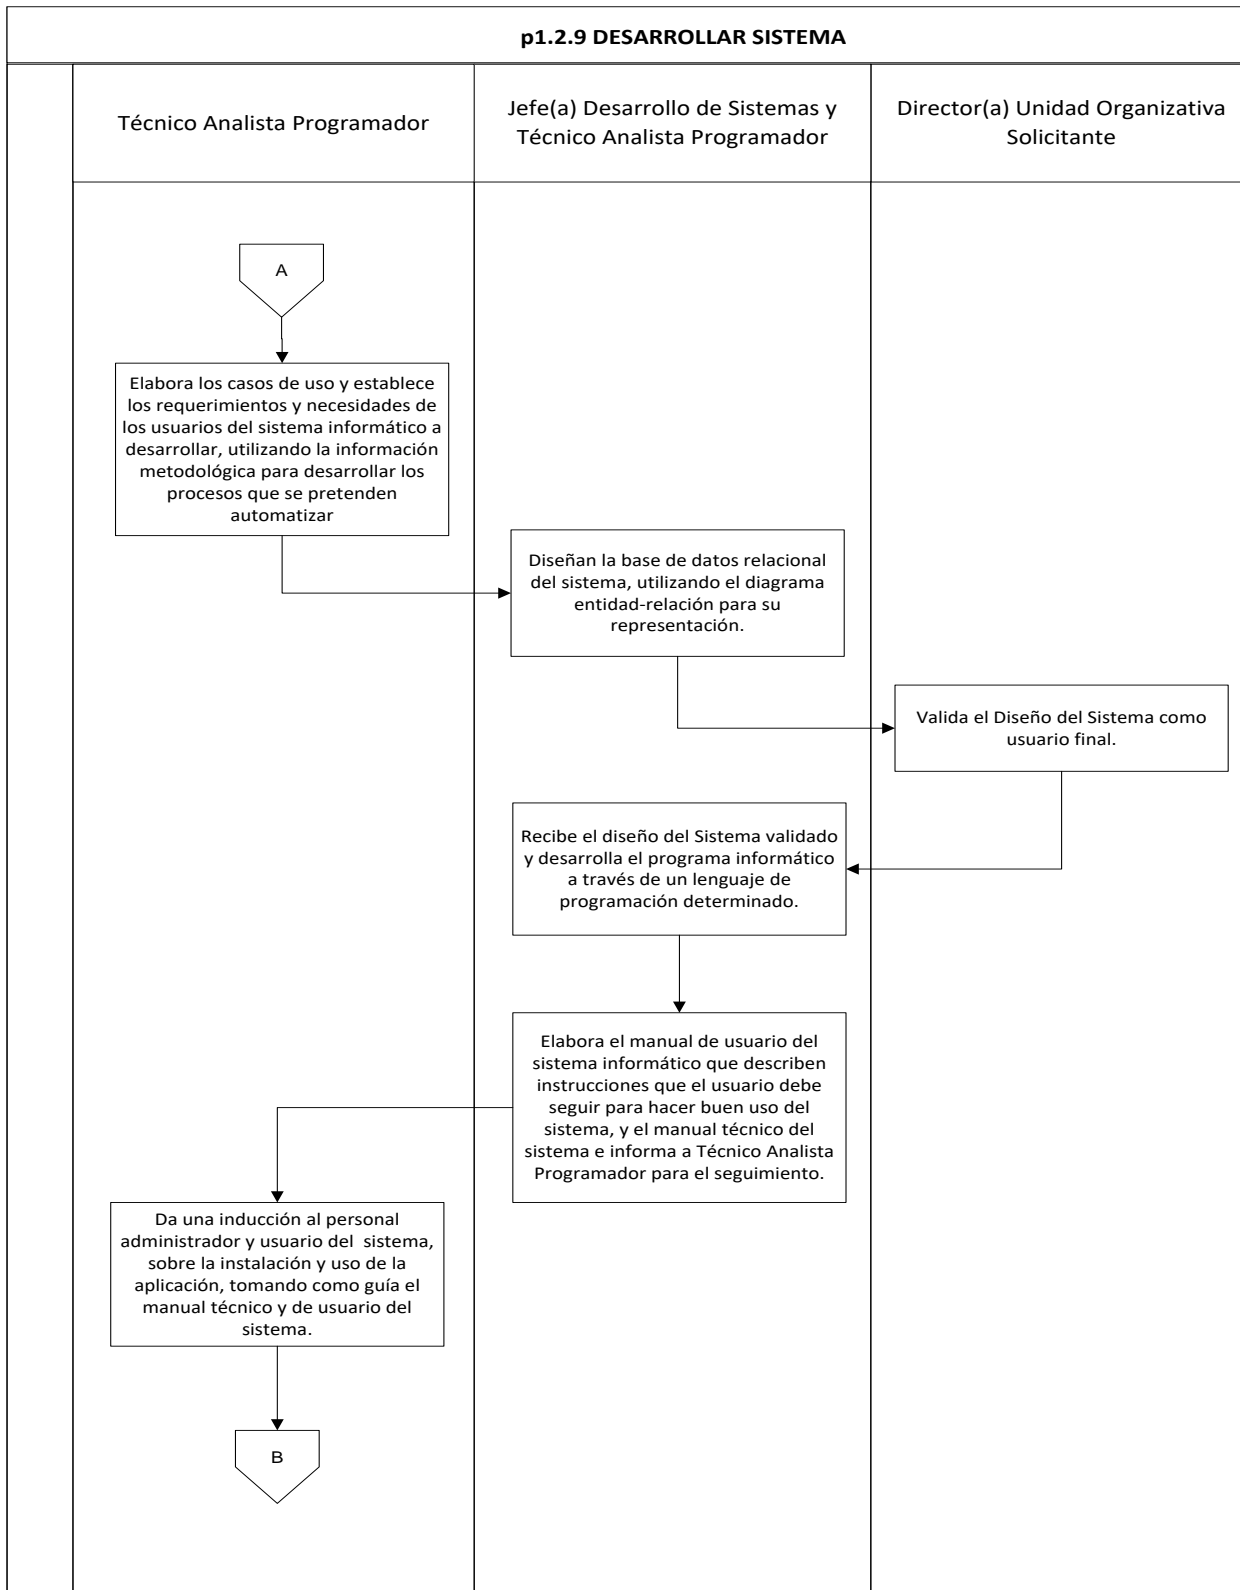 p1.2.9 DESARROLLAR SISTEMA
Técnico Analista Programador
Jefe(a) Desarrollo de Sistemas y
Técnico Analista Programador
Director(a) Unidad Organizativa
Solicitante
A
Elabora los casos de uso y establece
los requerimientos y necesidades de
los usuarios del sistema informático a
desarrollar, utilizando la información
metodológica para desarrollar los
procesos que se pretenden
automatizar
Diseñan la base de datos relacional
del sistema, utilizando el diagrama
entidad-relación para su
representación.
Valida el Diseño del Sistema como
usuario final.
Recibe el diseño del Sistema validado
y desarrolla el programa informático
a través de un lenguaje de
programación determinado.
Elabora el manual de usuario del
sistema informático que describen
instrucciones que el usuario debe
seguir para hacer buen uso del
sistema, y el manual técnico del
sistema e informa a Técnico Analista
Programador para el seguimiento.
Da una inducción al personal
administrador y usuario del  sistema,
sobre la instalación y uso de la
aplicación, tomando como guía el
manual técnico y de usuario del
sistema.
B